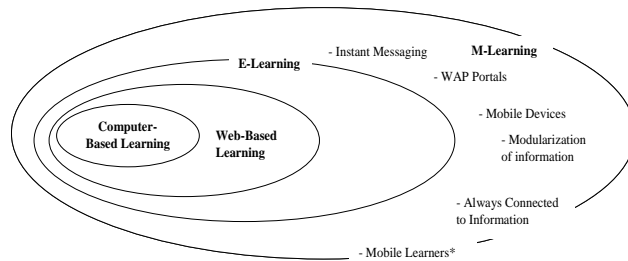 - Instant Messaging
M-Learning
E-Learning
- WAP Portals
- Mobile Devices
Computer-
Based Learning
Web-Based
Learning
- Modularization
of information
- Always Connected
to Information
- Mobile Learners*